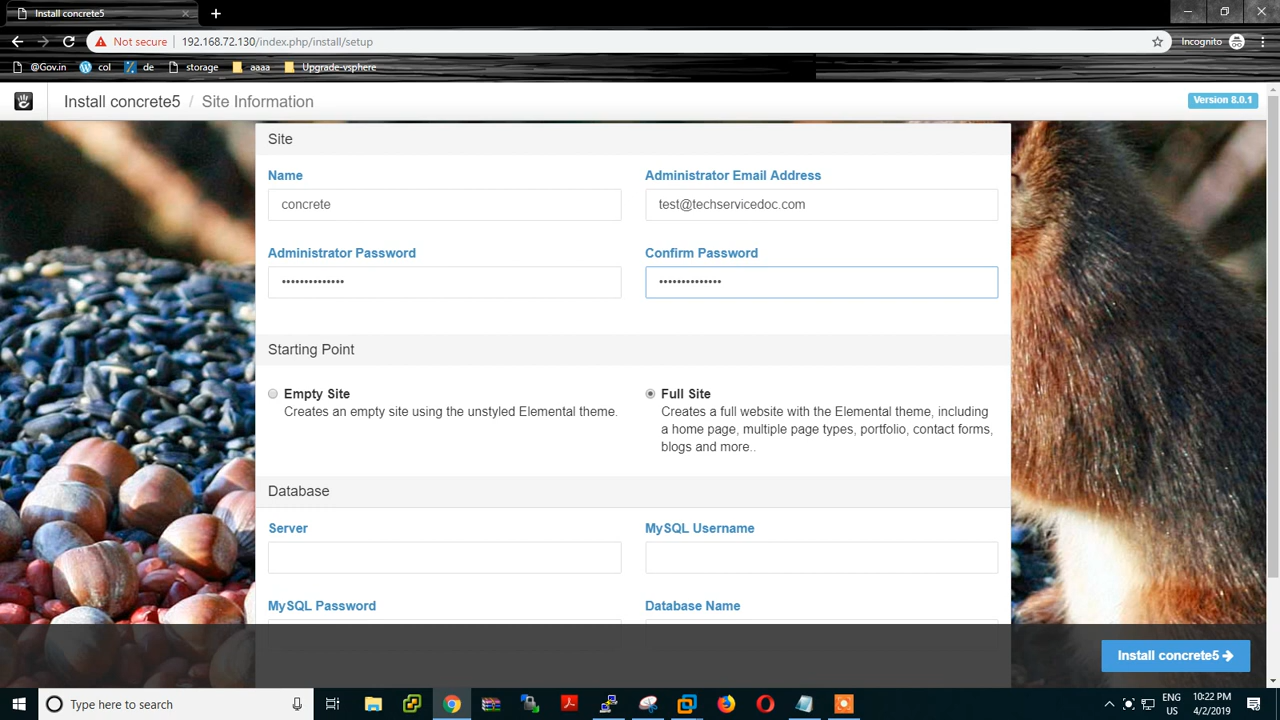 Install concrete5
Not secure
192.168.72.130/index.php/install/setup
Incognito
@Gov.in
col
de
storage
aaaa
Upgrade-vsphere
Install concrete5 / Site Information
Version 8.0.1
Site
Name
Administrator Email Address
concrete
test@techservicedoc.com
Administrator Password
Confirm Password
••••••••••••••
••••••••••••••
Starting Point
Empty Site
Creates an empty site using the unstyled Elemental theme.
Full Site
Creates a full website with the Elemental theme, including
a home page, multiple page types, portfolio, contact forms,
blogs and more..
Database
Server
MySQL Username
MySQL Password
Database Name
Install concrete5
Type here to search
ENG
US
10:22 PM
4/2/2019